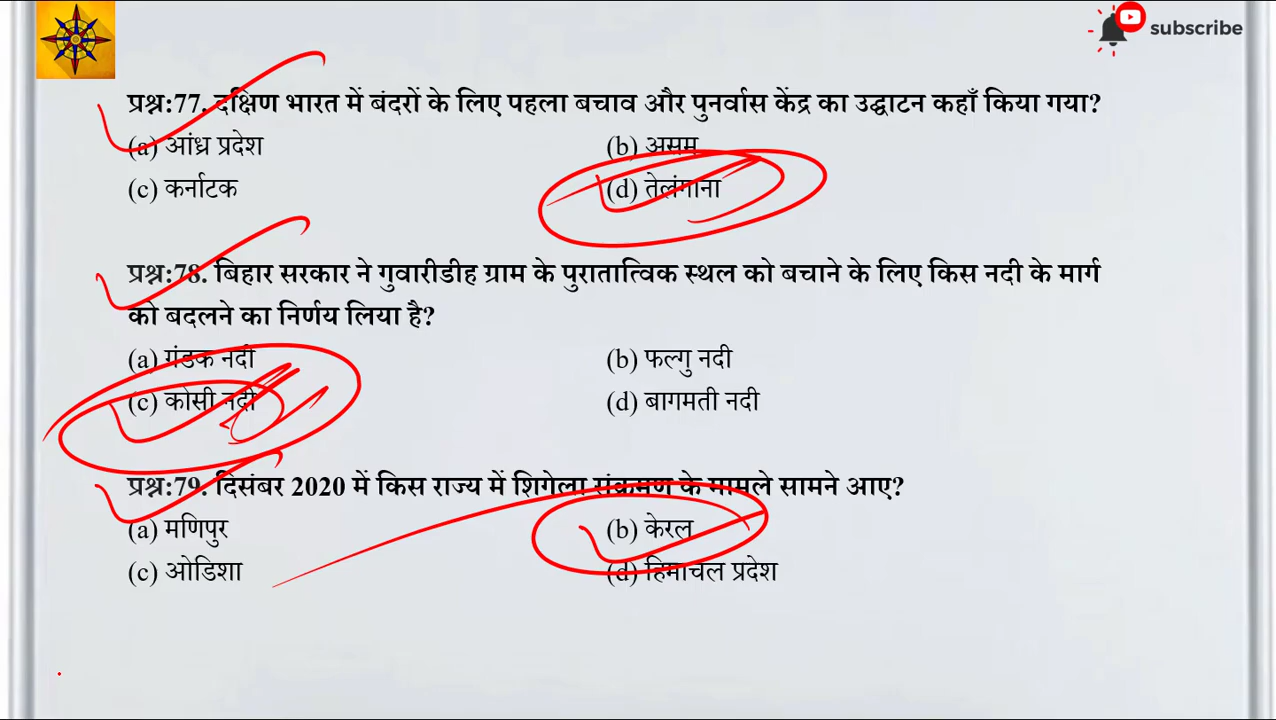 subscribe
प्रश्न:77. दक्षिण भारत में बंदरों के लिए पहला बचाव और पुनर्वास केंद्र का उद्घाटन कहाँ किया गया?
(a) आंध्र प्रदेश (b) असम
(c) कर्नाटक (d) तेलंगाना
प्रश्न:78. बिहार सरकार ने गुवारीडीह ग्राम के पुरातात्विक स्थल को बचाने के लिए किस नदी के मार्ग
को बदलने का निर्णय लिया है?
(a) गंडक नदी (b) फल्गु नदी
(c) कोसी नदी (d) बागमती नदी
प्रश्न:79. दिसंबर 2020 में किस राज्य में शिगेला संक्रमण के मामले सामने आए?
(a) मणिपुर (b) केरल
(c) ओडिशा (d) हिमाचल प्रदेश